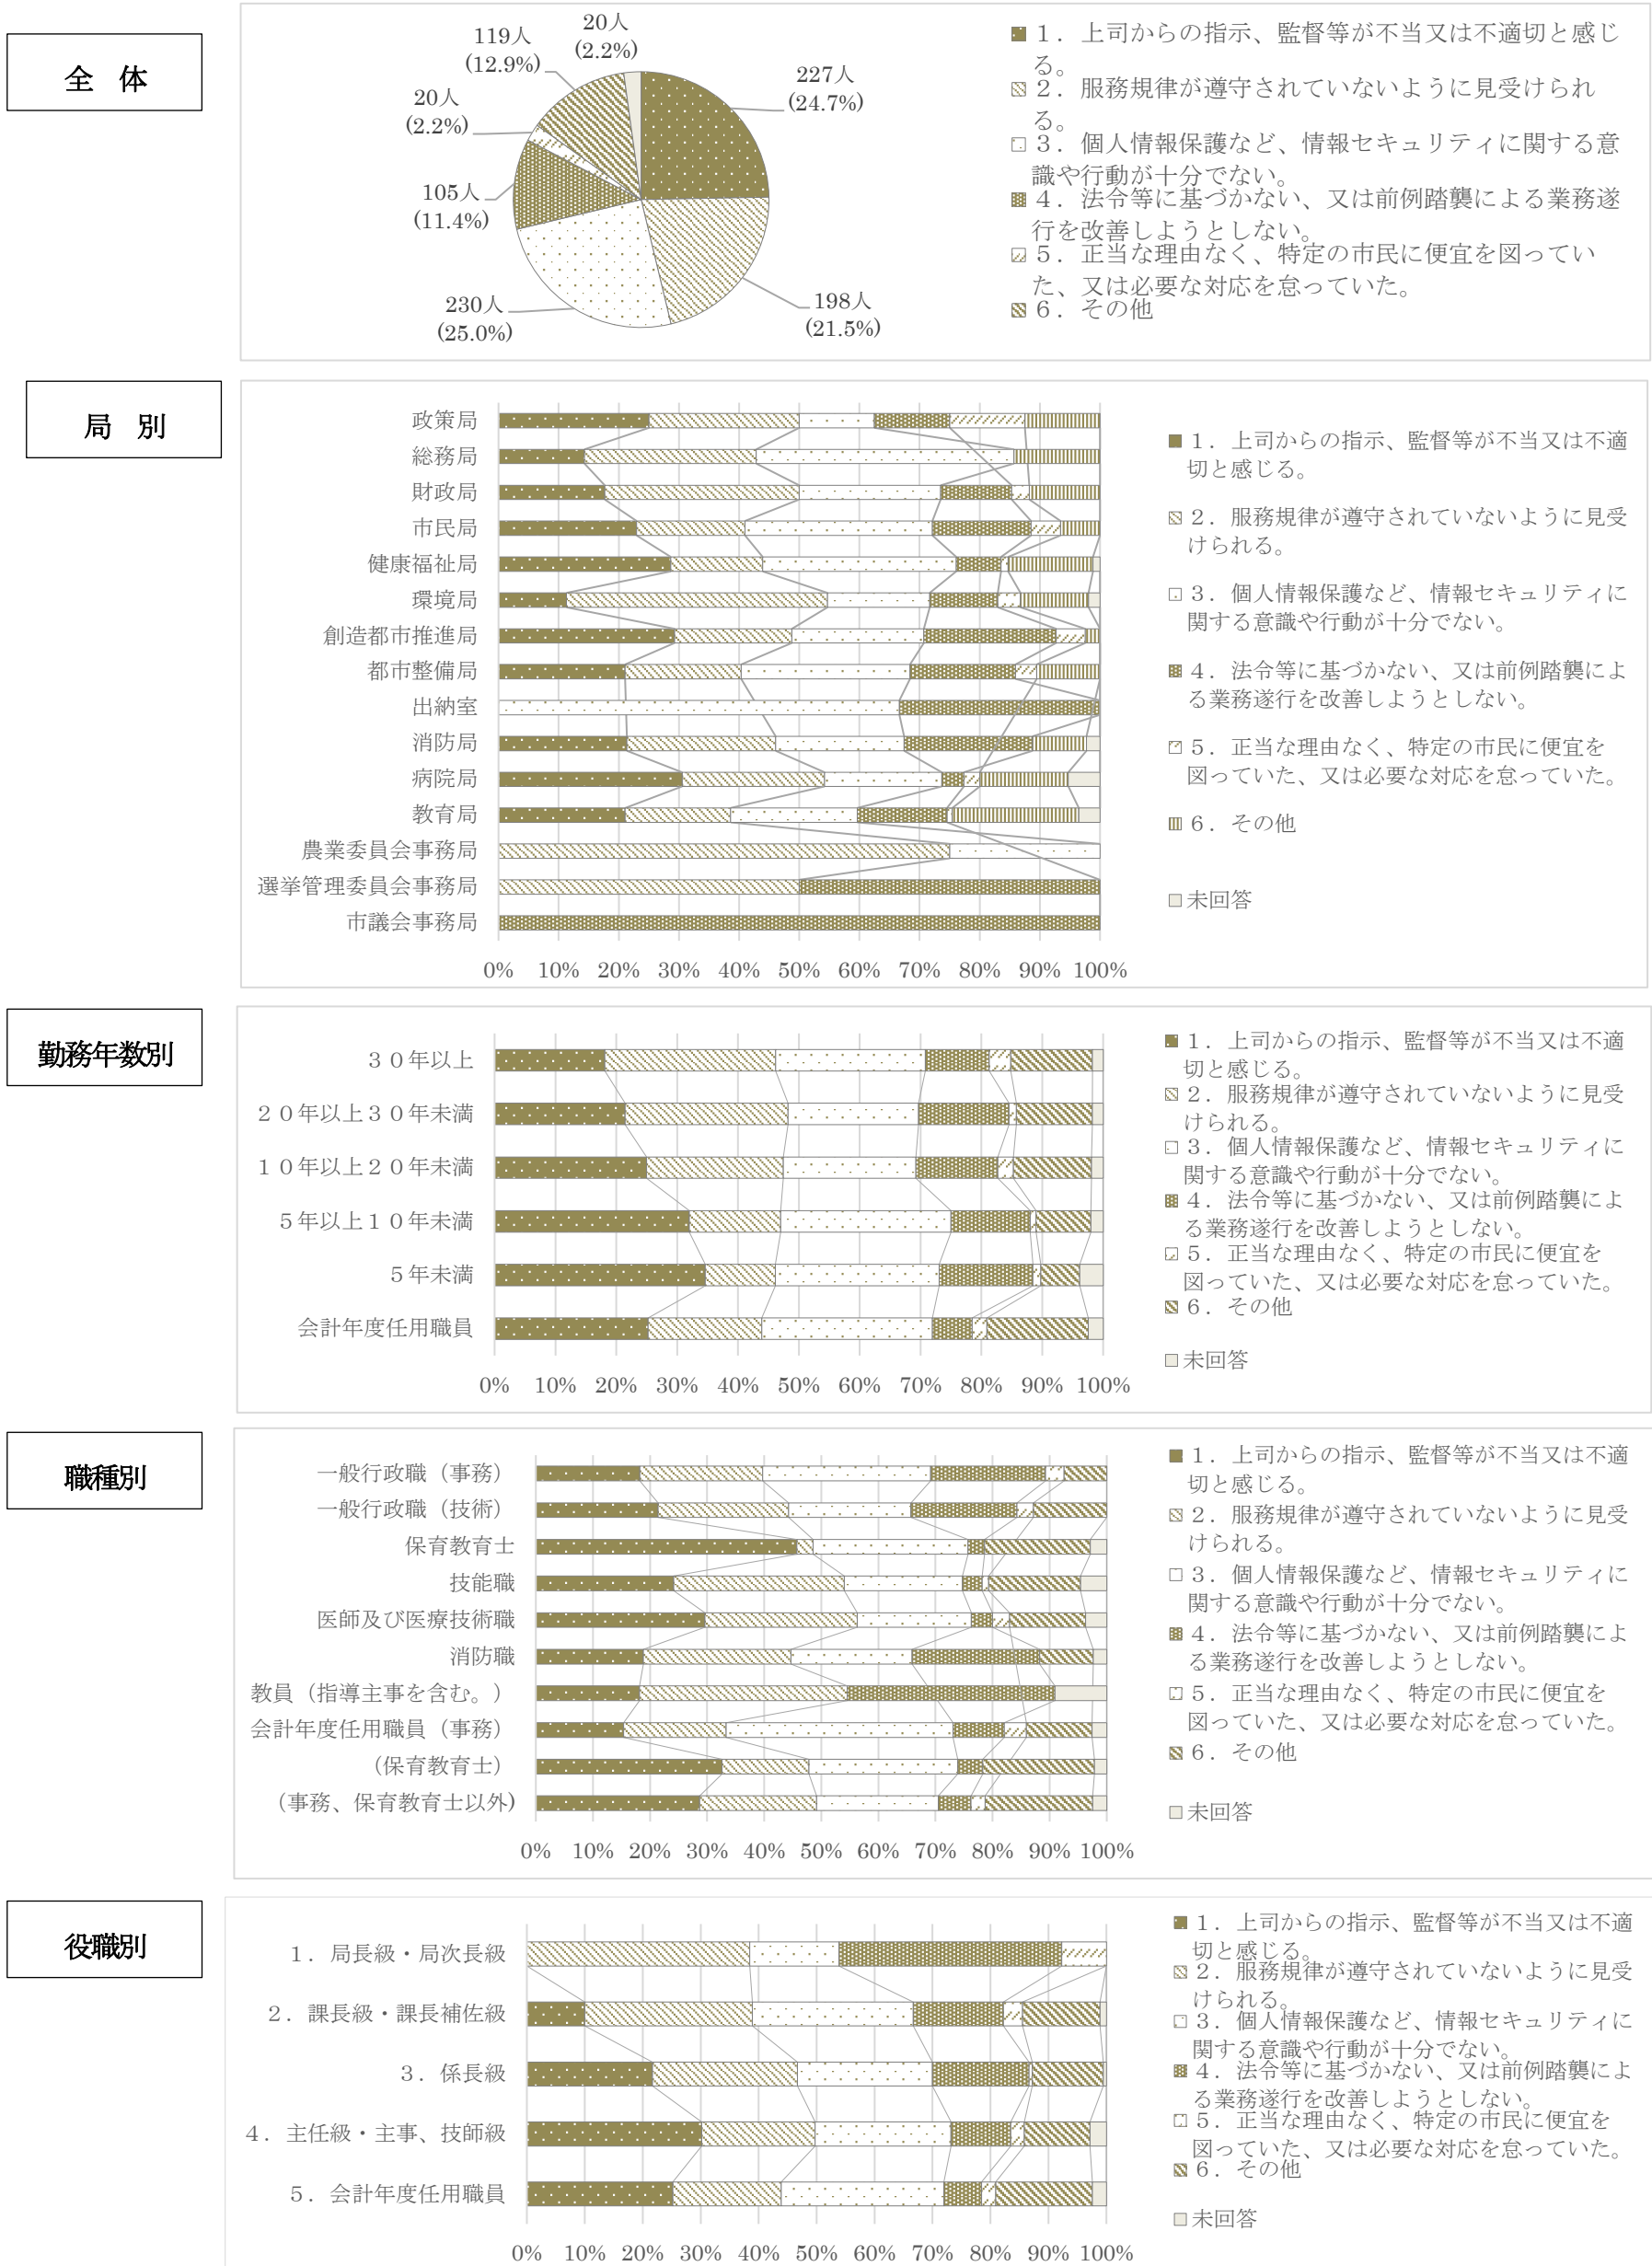 全 体
20人
(2.2%)
119人
(12.9%)
20人
(2.2%)
105人
(11.4%)
230人
(25.0%)
227人
(24.7%)
198人
(21.5%)
１．上司からの指示、監督等が不当又は不適切と感じ
る。
２．服務規律が遵守されていないように見受けられ
る。
３．個人情報保護など、情報セキュリティに関する意
識や行動が十分でない。
４．法令等に基づかない、又は前例踏襲による業務遂
行を改善しようとしない。
５．正当な理由なく、特定の市民に便宜を図ってい
た、又は必要な対応を怠っていた。
６．その他
局 別
政策局
総務局
財政局
市民局
健康福祉局
環境局
創造都市推進局
都市整備局
出納室
消防局
病院局
教育局
農業委員会事務局
選挙管理委員会事務局
市議会事務局
0% 10% 20% 30% 40% 50% 60% 70% 80% 90% 100%
１．上司からの指示、監督等が不当又は不適
切と感じる。
２．服務規律が遵守されていないように見受
けられる。
３．個人情報保護など、情報セキュリティに
関する意識や行動が十分でない。
４．法令等に基づかない、又は前例踏襲によ
る業務遂行を改善しようとしない。
５．正当な理由なく、特定の市民に便宜を
図っていた、又は必要な対応を怠っていた。
６．その他
未回答
勤務年数別
３０年以上
２０年以上３０年未満
１０年以上２０年未満
５年以上１０年未満
５年未満
会計年度任用職員
0% 10% 20% 30% 40% 50% 60% 70% 80% 90% 100%
１．上司からの指示、監督等が不当又は不適
切と感じる。
２．服務規律が遵守されていないように見受
けられる。
３．個人情報保護など、情報セキュリティに
関する意識や行動が十分でない。
４．法令等に基づかない、又は前例踏襲によ
る業務遂行を改善しようとしない。
５．正当な理由なく、特定の市民に便宜を
図っていた、又は必要な対応を怠っていた。
６．その他
未回答
職種別
一般行政職（事務）
一般行政職（技術）
保育教育士
技能職
医師及び医療技術職
消防職
教員（指導主事を含む。）
会計年度任用職員（事務）
（保育教育士）
（事務、保育教育士以外)
0% 10% 20% 30% 40% 50% 60% 70% 80% 90% 100%
１．上司からの指示、監督等が不当又は不適
切と感じる。
２．服務規律が遵守されていないように見受
けられる。
３．個人情報保護など、情報セキュリティに
関する意識や行動が十分でない。
４．法令等に基づかない、又は前例踏襲によ
る業務遂行を改善しようとしない。
５．正当な理由なく、特定の市民に便宜を
図っていた、又は必要な対応を怠っていた。
６．その他
未回答
役職別
１．局長級・局次長級
２．課長級・課長補佐級
３．係長級
４．主任級・主事、技師級
５．会計年度任用職員
0% 10% 20% 30% 40% 50% 60% 70% 80% 90% 100%
１．上司からの指示、監督等が不当又は不適
切と感じる。
２．服務規律が遵守されていないように見受
けられる。
３．個人情報保護など、情報セキュリティに
関する意識や行動が十分でない。
４．法令等に基づかない、又は前例踏襲によ
る業務遂行を改善しようとしない。
５．正当な理由なく、特定の市民に便宜を
図っていた、又は必要な対応を怠っていた。
６．その他
未回答